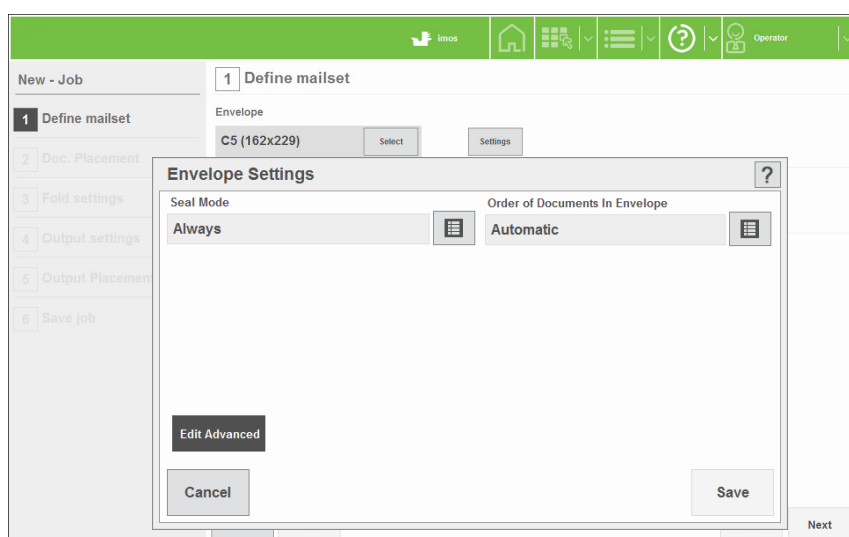 imos
Operator
New - Job
1 Define mailset
1 Define mailset
2 Doc. Placement
3 Fold settings
4 Output settings
5 Output Placement
6 Save job
Envelope
C5 (162x229)
Select
Settings
Envelope Settings
?
Seal Mode
Order of Documents In Envelope
Always
Automatic
Edit Advanced
Cancel
Save
Next